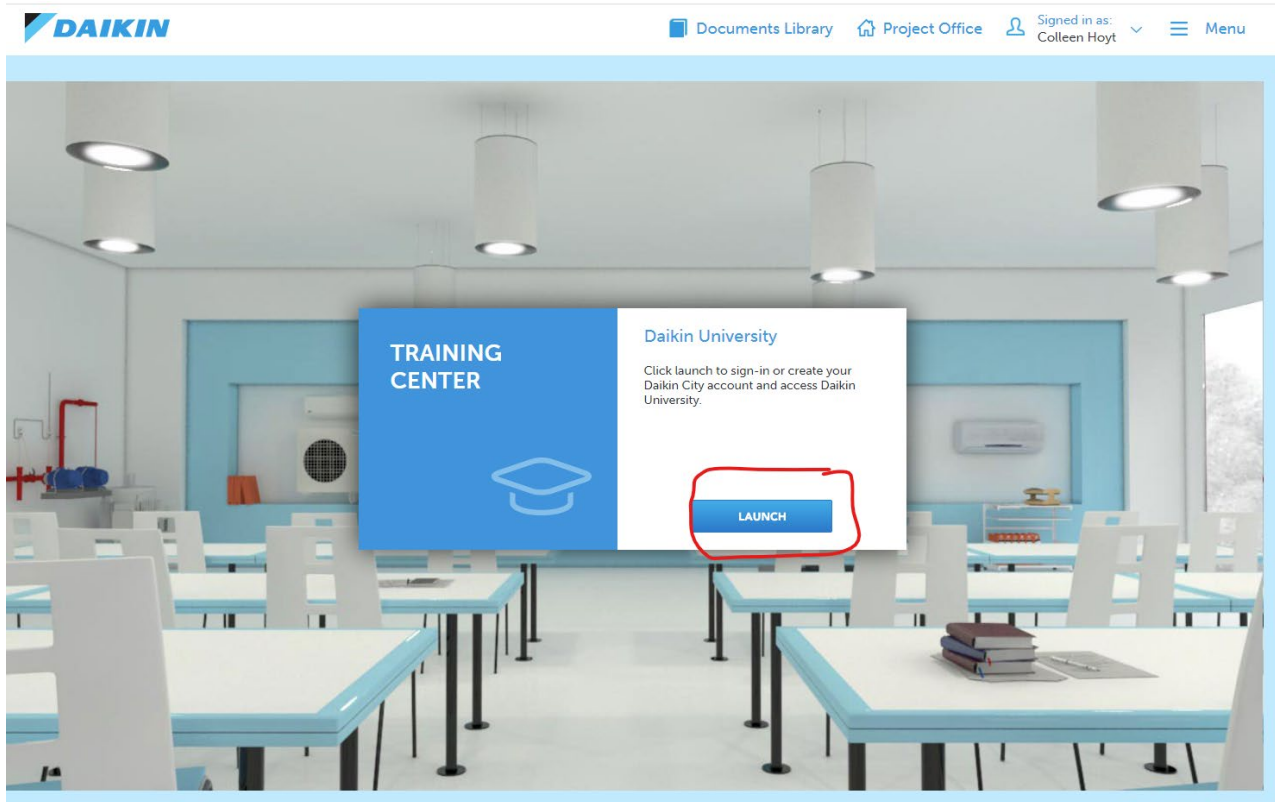 DAIKIN
Documents Library
Project Office
Signed in as:
Colleen Hoyt
Menu
TRAINING
CENTER
Daikin University
Click launch to sign-in or create your
Daikin City account and access Daikin
University.
LAUNCH